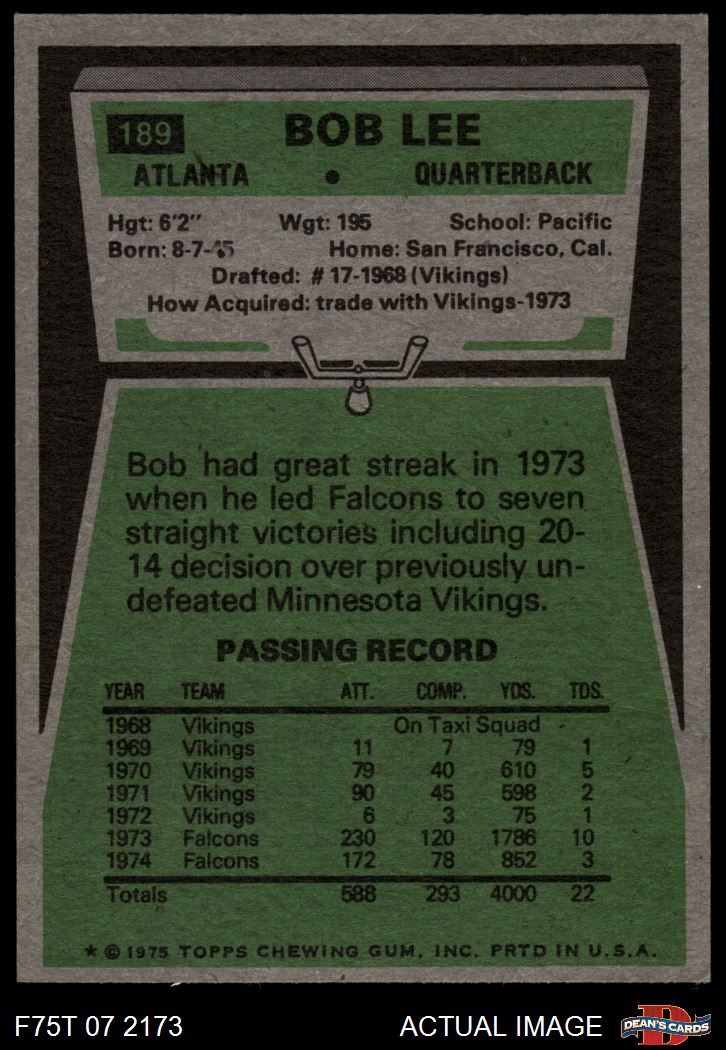 189 BOB LEE
ATLANTA • QUARTERBACK
Hgt: 6'2" Wgt: 195 School: Pacific
Born: 8-7-45 Home: San Francisco, Cal.
Drafted: #17-1968 (Vikings)
How Acquired: trade with Vikings-1973
Bob had great streak in 1973
when he led Falcons to seven
straight victories including 20-
14 decision over previously un-
defeated Minnesota Vikings.
PASSING RECORD
YEAR TEAM ATT. COMP. YDS. TDS.
1968 Vikings On Taxi Squad
1969 Vikings 11 7 79 1
1970 Vikings 79 40 610 5
1971 Vikings 90 45 598 2
1972 Vikings 6 3 75 1
1973 Falcons 230 120 1786 10
1974 Falcons 172 78 852 3
Totals 588 293 4000 22
* © 1975 TOPPS CHEWING GUM, INC. PRTD IN U.S.A.
F75T 07 2173 ACTUAL IMAGE D DEAN'S CARDS